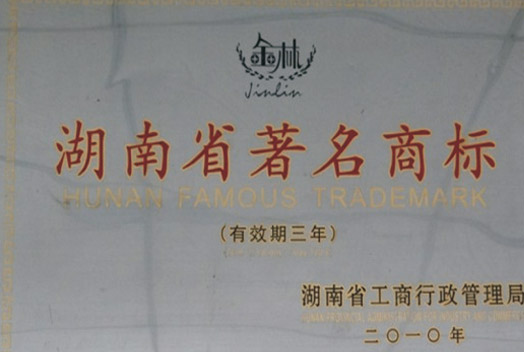 金林
Jinlin
湖南省著名商标
HUNAN FAMOUS TRADEMARK
(有效期三年)
湖南省工商行政管理局
二〇一〇年